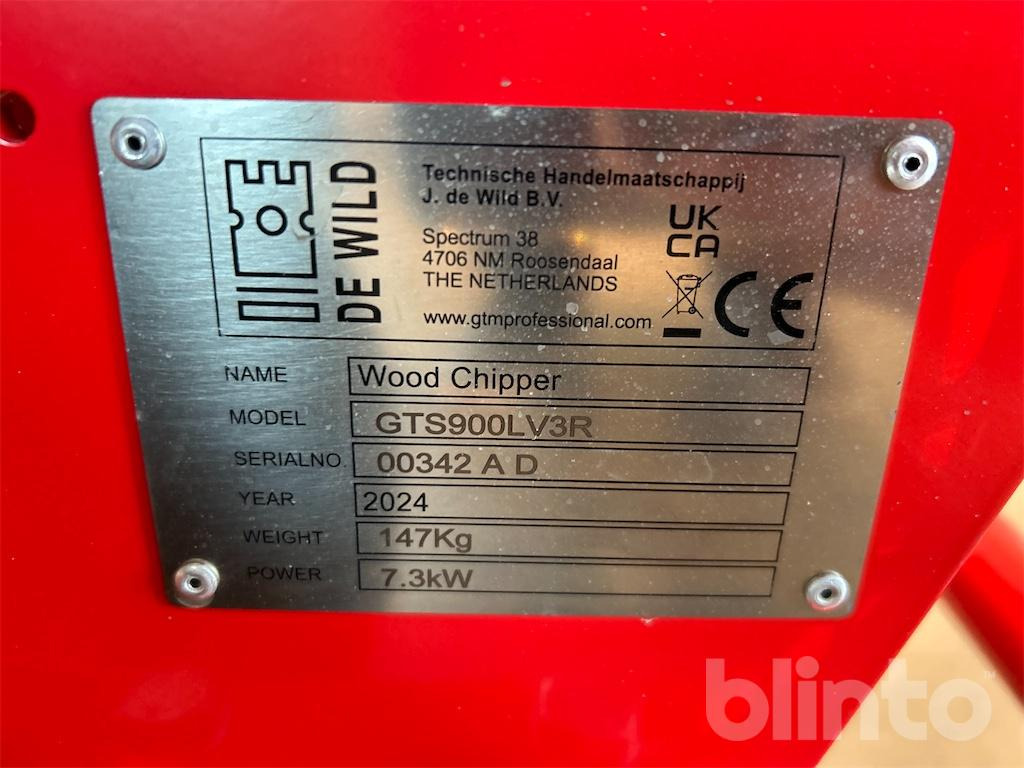 DE WILD
Technische Handelmaatschappij
J. de Wild B.V.
Spectrum 38
4706 NM Roosendaal
THE NETHERLANDS
www.gtmprofessional.com
UK
CA
CE
NAME Wood Chipper
MODEL GTS900LV3R
SERIALNO. 00342 A D
YEAR 2024
WEIGHT 147Kg
POWER 7.3kW
blinto™